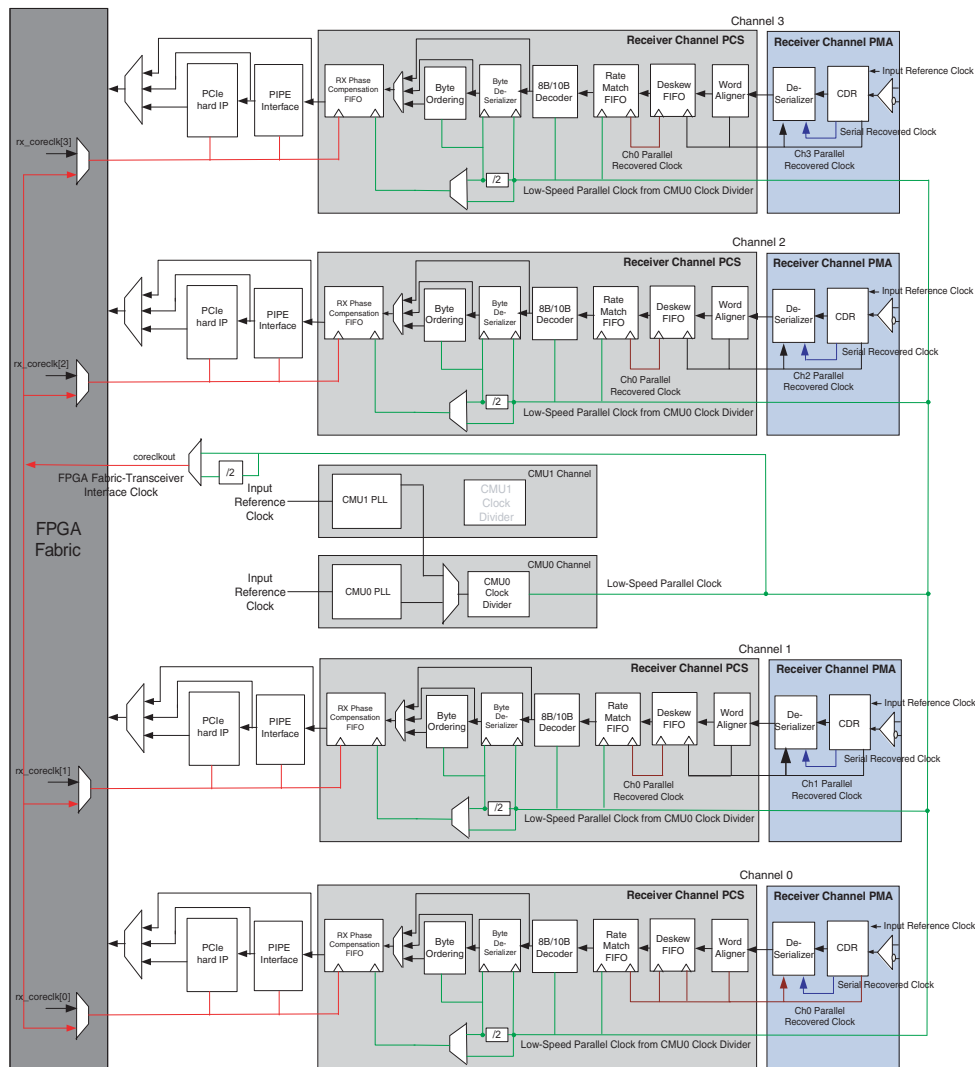 Channel 3
Receiver Channel PCS
Receiver Channel PMA
PCIe
hard IP
PIPE
Interface
RX Phase
Compensation
FIFO
Byte
Ordering
Byte
De-
Serializer
8B/10B
Decoder
Rate
Match
FIFO
Deskew
FIFO
Word
Aligner
De-
Serializer
CDR
Input Reference Clock
Serial Recovered Clock
rx_coreclk[3]
Ch0 Parallel
Recovered Clock
Ch3 Parallel
Recovered Clock
/2
Low-Speed Parallel Clock from CMU0 Clock Divider
Channel 2
Receiver Channel PCS
Receiver Channel PMA
PCIe
hard IP
PIPE
Interface
RX Phase
Compensation
FIFO
Byte
Ordering
Byte
De-
Serializer
8B/10B
Decoder
Rate
Match
FIFO
Deskew
FIFO
Word
Aligner
De-
Serializer
CDR
Input Reference Clock
Serial Recovered Clock
rx_coreclk[2]
Ch0 Parallel
Recovered Clock
Ch2 Parallel
Recovered Clock
/2
Low-Speed Parallel Clock from CMU0 Clock Divider
coreclkout
/2
FPGA Fabric-Transceiver
Interface Clock
FPGA
Fabric
Input
Reference
Clock
CMU1 PLL
CMU1
Clock
Divider
CMU1 Channel
CMU0 Channel
Input
Reference
Clock
CMU0 PLL
CMU0
Clock
Divider
Low-Speed Parallel Clock
Channel 1
Receiver Channel PCS
Receiver Channel PMA
PCIe
hard IP
PIPE
Interface
RX Phase
Compensation
FIFO
Byte
Ordering
Byte
De-
Serializer
8B/10B
Decoder
Rate
Match
FIFO
Deskew
FIFO
Word
Aligner
De-
Serializer
CDR
Input Reference Clock
Serial Recovered Clock
rx_coreclk[1]
Ch0 Parallel
Recovered Clock
Ch1 Parallel
Recovered Clock
/2
Low-Speed Parallel Clock from CMU0 Clock Divider
Channel 0
Receiver Channel PCS
Receiver Channel PMA
PCIe
hard IP
PIPE
Interface
RX Phase
Compensation
FIFO
Byte
Ordering
Byte
De-
Serializer
8B/10B
Decoder
Rate
Match
FIFO
Deskew
FIFO
Word
Aligner
De-
Serializer
CDR
Input Reference Clock
Serial Recovered Clock
rx_coreclk[0]
Ch0 Parallel
Recovered Clock
/2
Low-Speed Parallel Clock from CMU0 Clock Divider